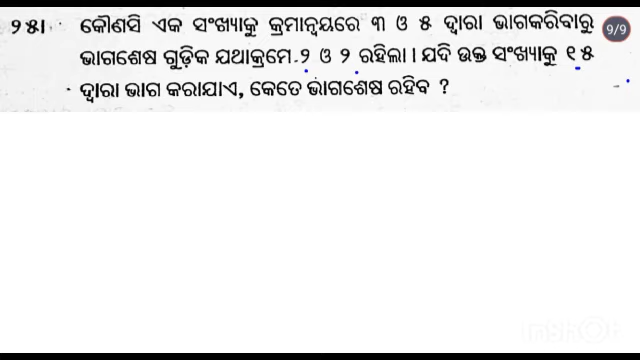 ୨୫। କୌଣସି ଏକ ସଂଖ୍ୟାକୁ କ୍ରମାନ୍ୱୟରେ ୩ ଓ ୫ ଦ୍ୱାରା ଭାଗକରିବାରୁ
ଭାଗଶେଷ ଗୁଡ଼ିକ ଯଥାକ୍ରମେ ୨ ଓ ୨ ରହିଲା । ଯଦି ଉକ୍ତ ସଂଖ୍ୟାକୁ ୧୫
ଦ୍ୱାରା ଭାଗ କରାଯାଏ, କେତେ ଭାଗଶେଷ ରହିବ ?
9/9